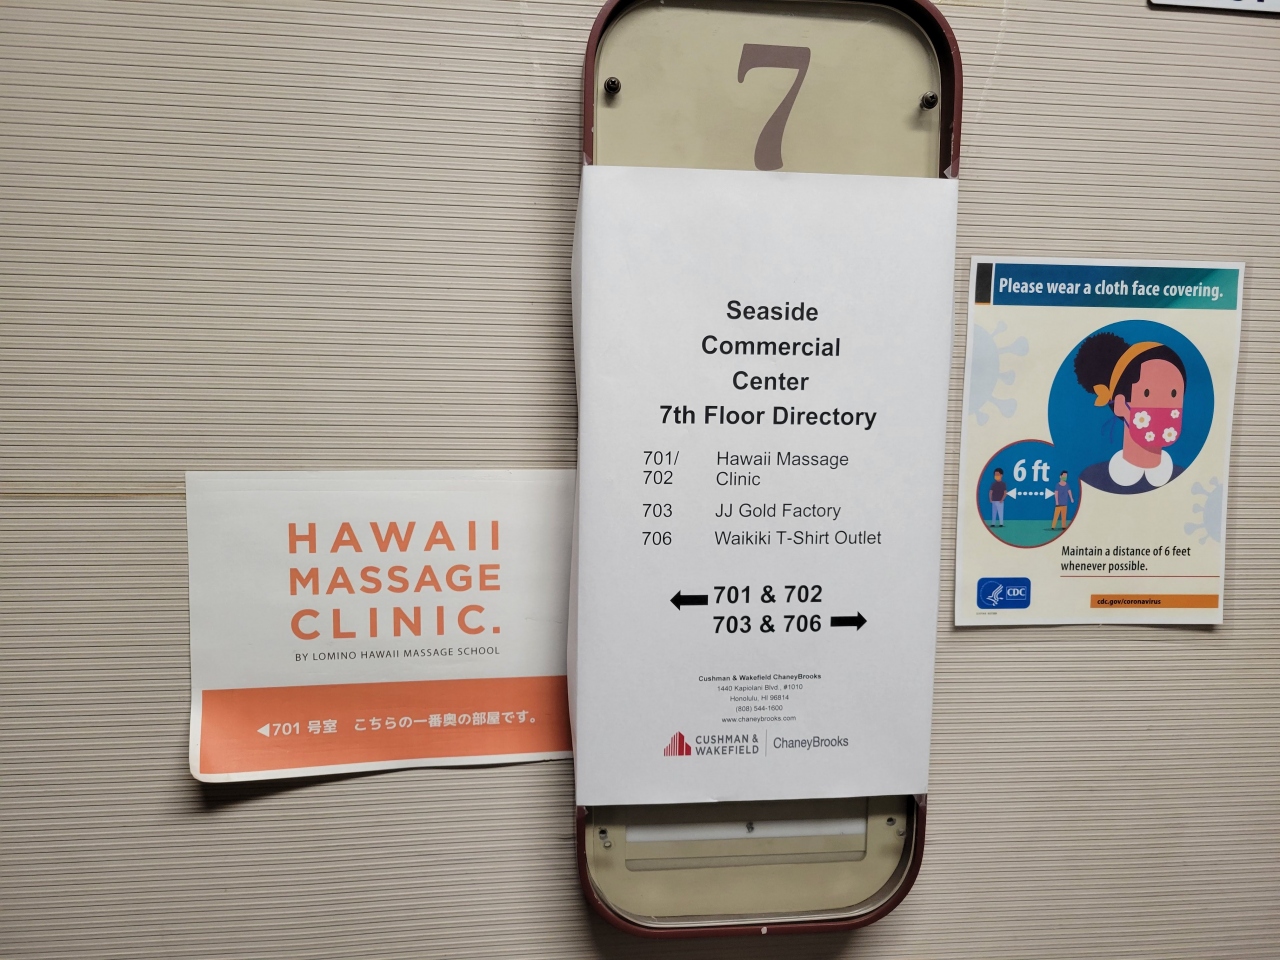 7
Seaside
Commercial
Center
7th Floor Directory
701/ Hawaii Massage
702 Clinic
703 JJ Gold Factory
706 Waikiki T-Shirt Outlet
701 & 702
703 & 706
Cushman & Wakefield ChaneyBrooks
1440 Kapiolani Blvd., #1010
Honolulu, HI 96814
(808) 544-1600
www.chaneybrooks.com
CUSHMAN &
WAKEFIELD
ChaneyBrooks
HAWAII
MASSAGE
CLINIC.
BY LOMINO HAWAII MASSAGE SCHOOL
◀701 号室 こちらの一番奥の部屋です。
Please wear a cloth face covering.
6 ft
Maintain a distance of 6 feet
whenever possible.
CDC
cdc.gov/coronavirus